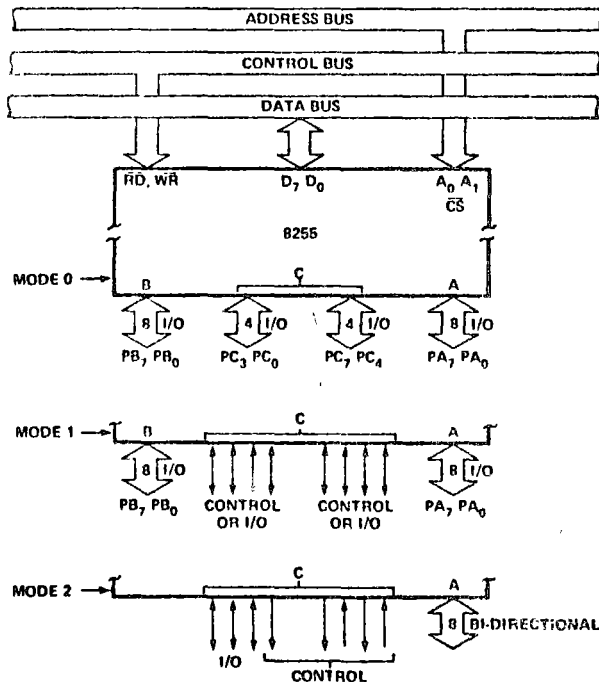 ADDRESS BUS
CONTROL BUS
DATA BUS
RD, WR D7 D0 A0 A1
CS
8255
MODE 0 B C A
8 I/O 4 I/O 4 I/O 8 I/O
PB7 PB0 PC3 PC0 PC7 PC4 PA7 PA0
MODE 1 B C A
8 I/O 8 I/O
PB7 PB0 CONTROL OR I/O CONTROL OR I/O PA7 PA0
MODE 2 C A
8 BI-DIRECTIONAL
I/O CONTROL